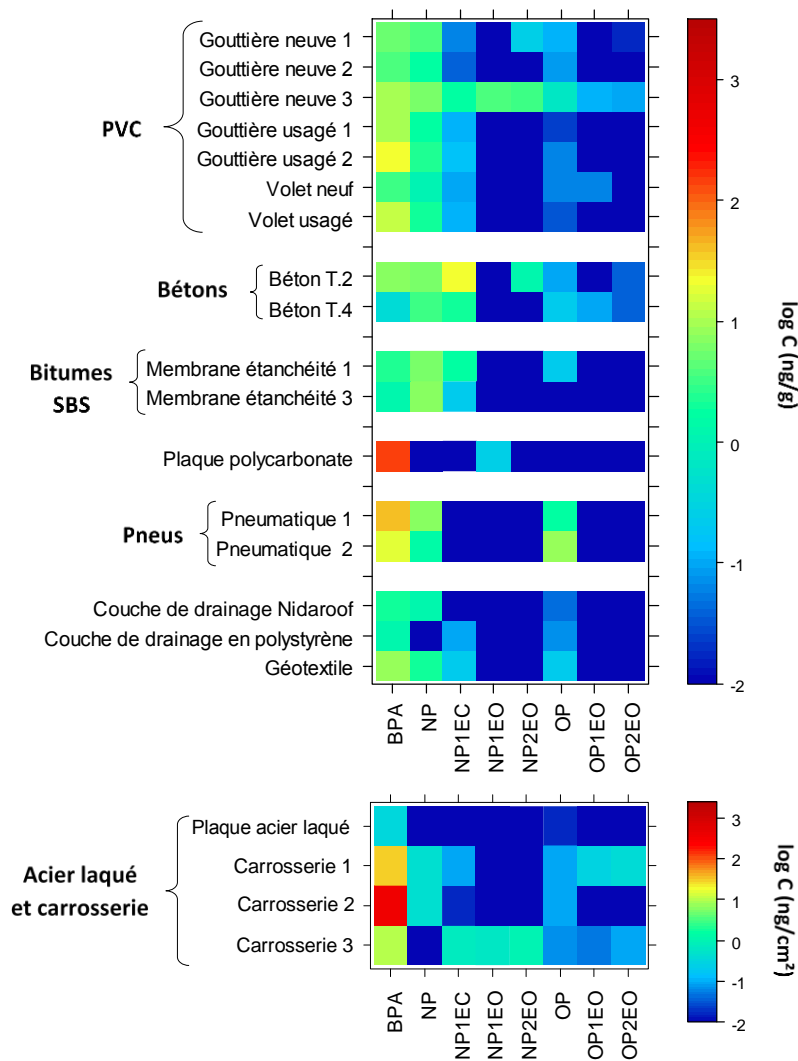 PVC
Gouttière neuve 1
Gouttière neuve 2
Gouttière neuve 3
Gouttière usagé 1
Gouttière usagé 2
Volet neuf
Volet usagé
Bétons
Béton T.2
Béton T.4
Bitumes
SBS
Membrane étanchéité 1
Membrane étanchéité 3
Plaque polycarbonate
Pneus
Pneumatique 1
Pneumatique 2
Couche de drainage Nidaroof
Couche de drainage en polystyrène
Géotextile
BPA
NP
NP1EC
NP1EO
NP2EO
OP
OP1EO
OP2EO
3
2
1
0
-1
-2
log C (ng/g)
Acier laqué
et carrosserie
Plaque acier laqué
Carrosserie 1
Carrosserie 2
Carrosserie 3
BPA
NP
NP1EC
NP1EO
NP2EO
OP
OP1EO
OP2EO
3
2
1
0
-1
-2
log C (ng/cm²)